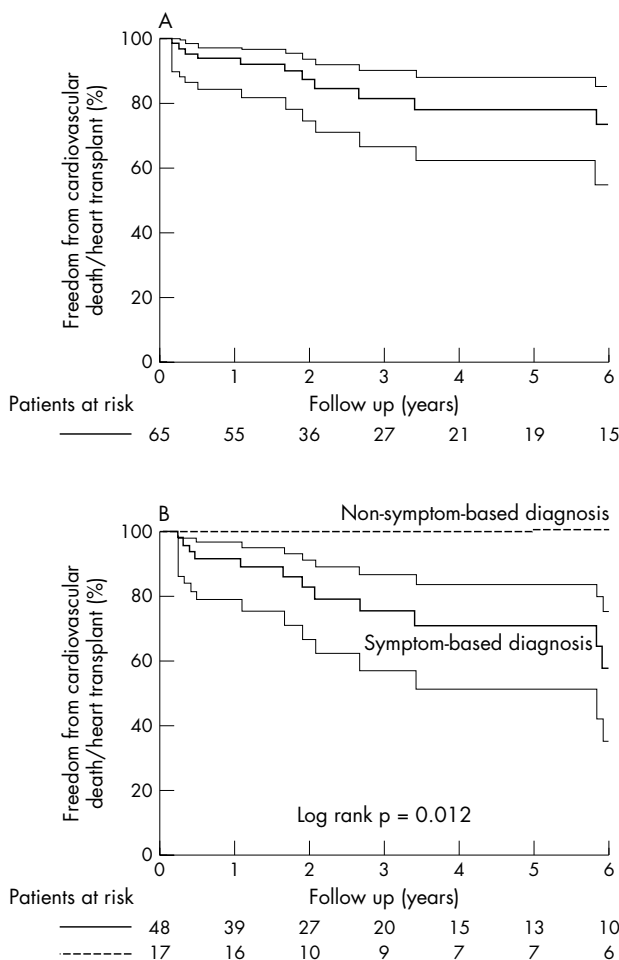 A
Freedom from cardiovascular
death/heart transplant (%)
100
80
60
40
20
0
0 1 2 3 4 5 6
Patients at risk Follow up (years)
65 55 36 27 21 19 15
B
Non-symptom-based diagnosis
Freedom from cardiovascular
death/heart transplant (%)
100
80
60
40
20
0
Symptom-based diagnosis
Log rank p = 0.012
0 1 2 3 4 5 6
Patients at risk Follow up (years)
48 39 27 20 15 13 10
17 16 10 9 7 7 6